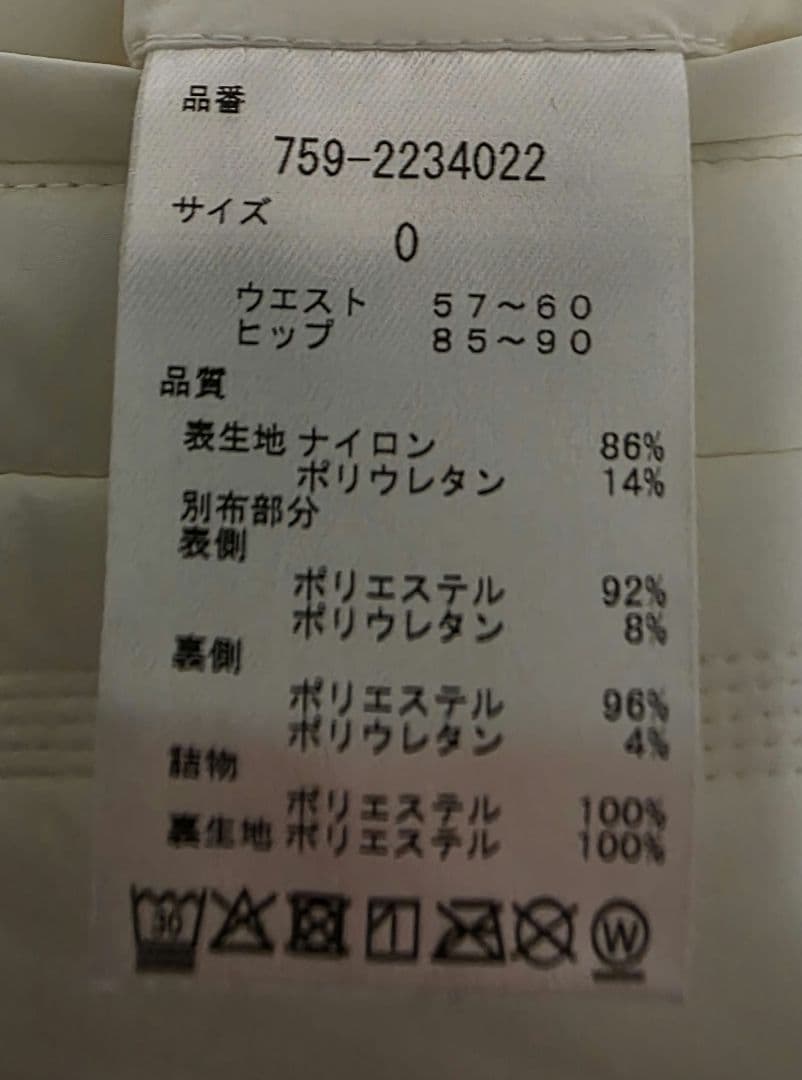 品番
759-2234022
サイズ
0
ウエスト 57～60
ヒップ 85～90
品質
表生地 ナイロン 86%
ポリウレタン 14%
別布部分
表側
ポリエステル 92%
ポリウレタン 8%
裏側
ポリエステル 96%
ポリウレタン 4%
詰物
ポリエステル 100%
裏生地 ポリエステル 100%
30 W